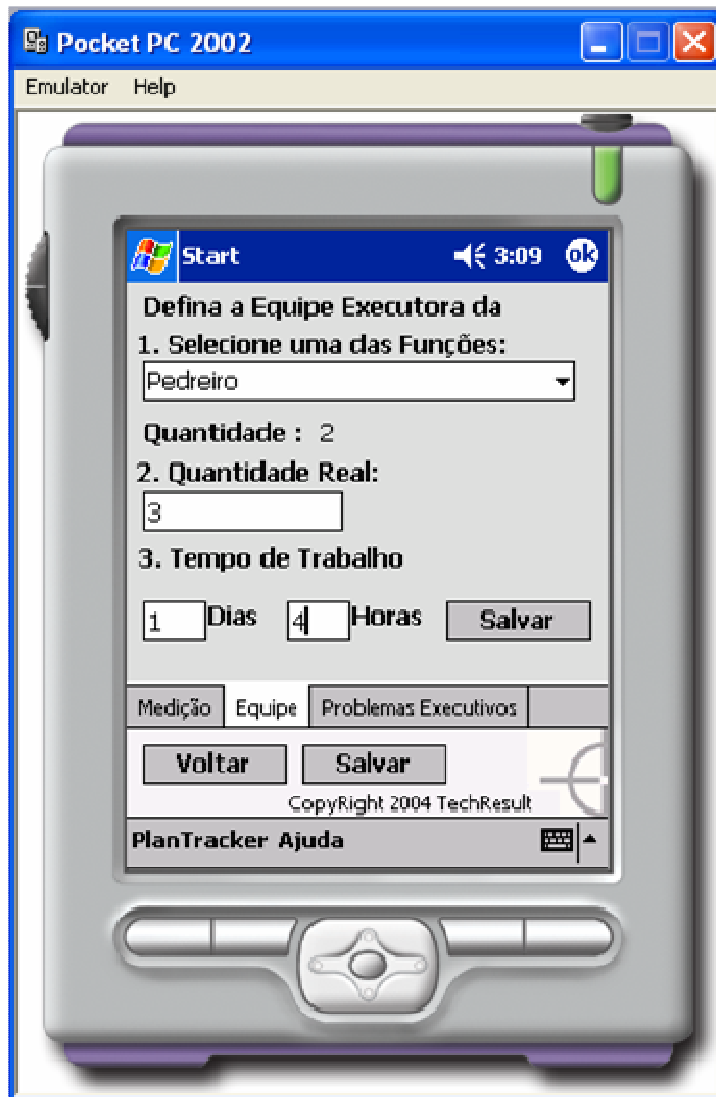 Pocket PC 2002
Emulator Help
Start 3:09 ok
Defina a Equipe Executora da
1. Selecione uma das Funções:
Pedreiro
Quantidade : 2
2. Quantidade Real:
3
3. Tempo de Trabalho
1 Dias 4 Horas Salvar
Medição Equipe Problemas Executivos
Voltar Salvar
CopyRight 2004 TechResult
PlanTracker Ajuda